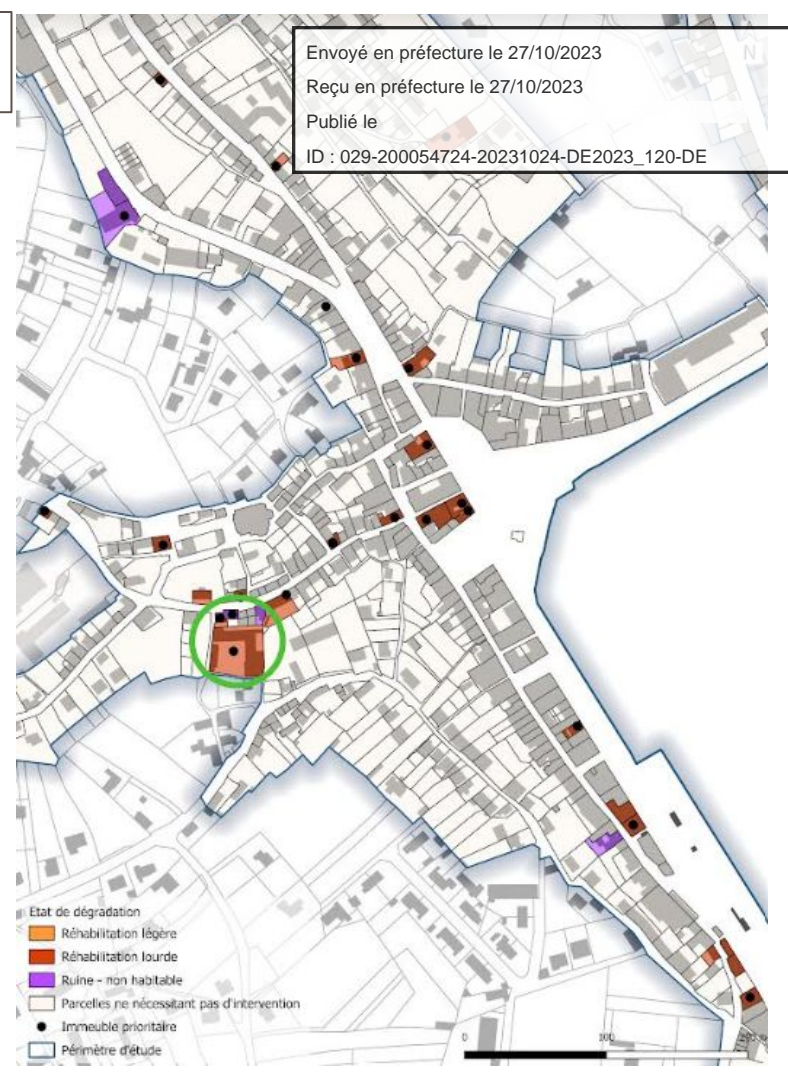 Envoyé en préfecture le 27/10/2023
Reçu en préfecture le 27/10/2023
Publié le
ID : 029-200054724-20231024-DE2023_120-DE
N
Etat de dégradation
Réhabilitation légère
Réhabilitation lourde
Ruine - non habitable
Parcelles ne nécessitant pas d'intervention
Immeuble prioritaire
Périmètre d'étude
0 100